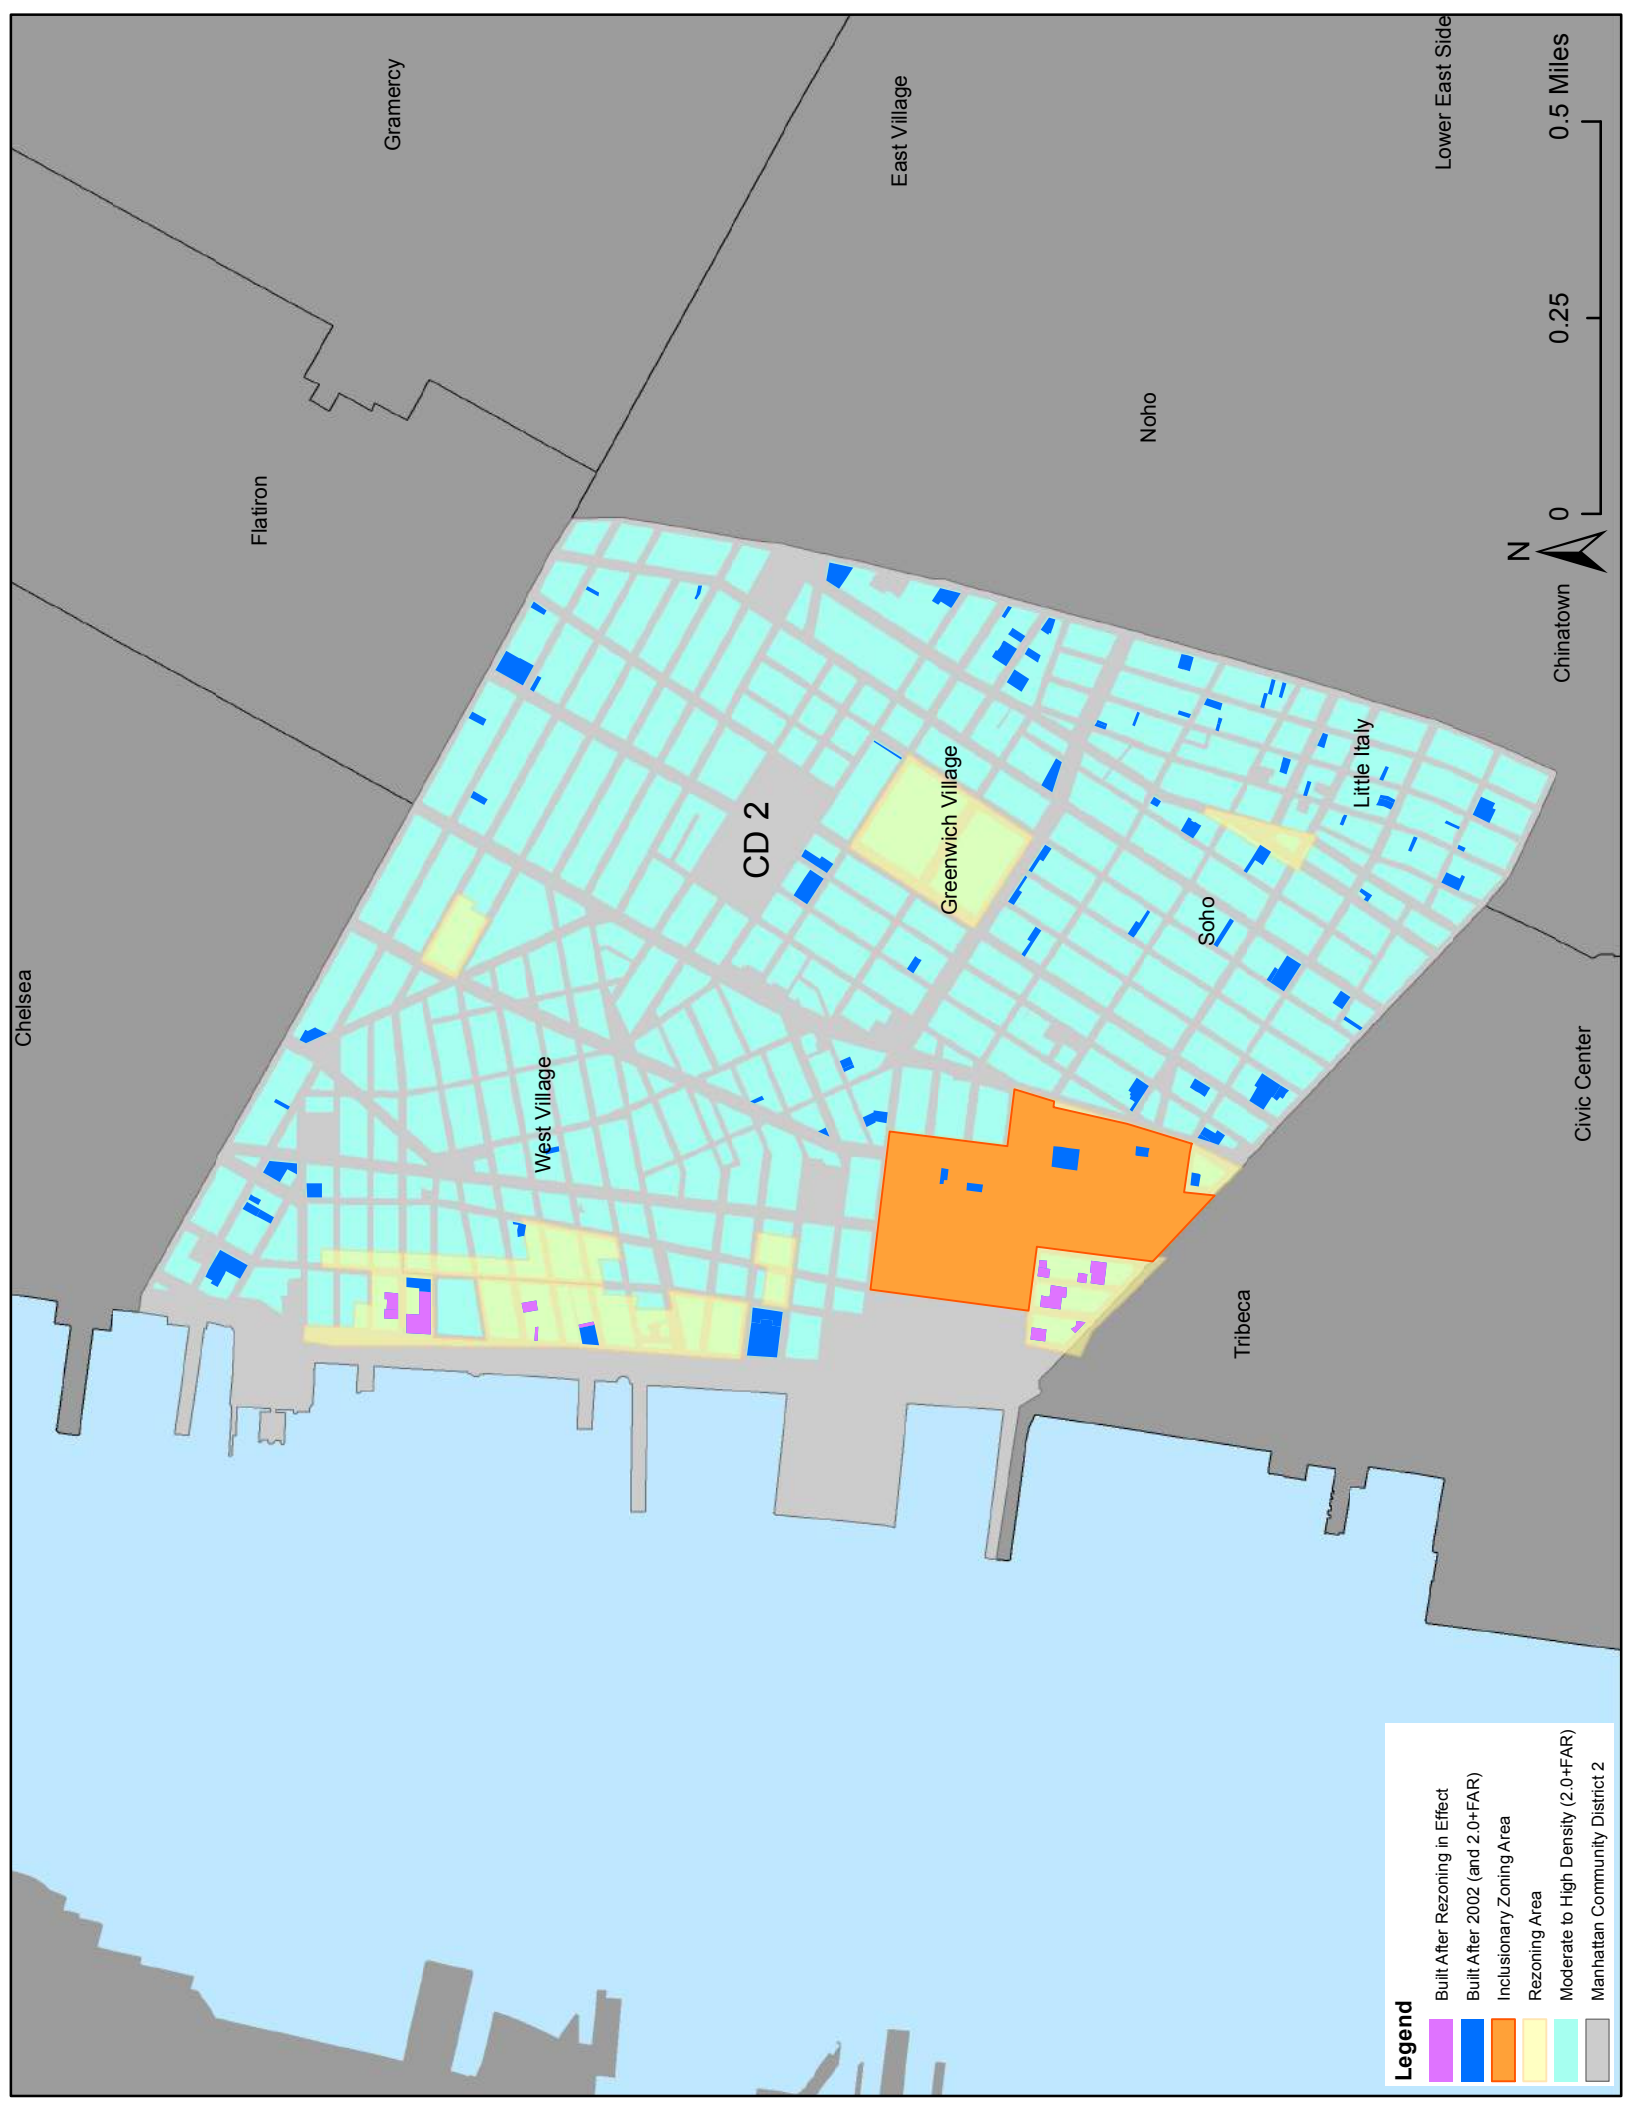 Chelsea
Flatiron
Gramercy
West Village
CD 2
East Village
Greenwich Village
Noho
Soho
Little Italy
Lower East Side
Tribeca
Civic Center
Chinatown
N
0
0.25
0.5 Miles
Legend
Built After Rezoning in Effect
Built After 2002 (and 2.0+FAR)
Inclusionary Zoning Area
Rezoning Area
Moderate to High Density (2.0+FAR)
Manhattan Community District 2